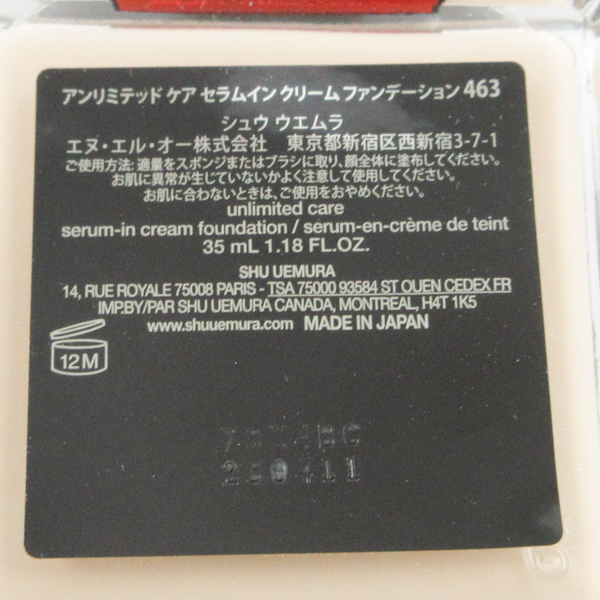 アンリミテッド ケア セラムイン クリーム ファンデーション 463
シュウ ウエムラ
エヌ・エル・オー株式会社　東京都新宿区西新宿3-7-1
ご使用方法: 適量をスポンジまたはブラシに取り、顔全体に塗布してください。
お肌に異常が生じていないかよく注意して使用してください。
お肌に合わないときは、ご使用をおやめください。
unlimited care
serum-in cream foundation / serum-en-crème de teint
35 mL 1.18 FL.OZ.
SHU UEMURA
14, RUE ROYALE 75008 PARIS - TSA 75000 93584 ST OUEN CEDEX FR
IMP.BY/PAR SHU UEMURA CANADA, MONTREAL, H4T 1K5
www.shuuemura.com MADE IN JAPAN
12M